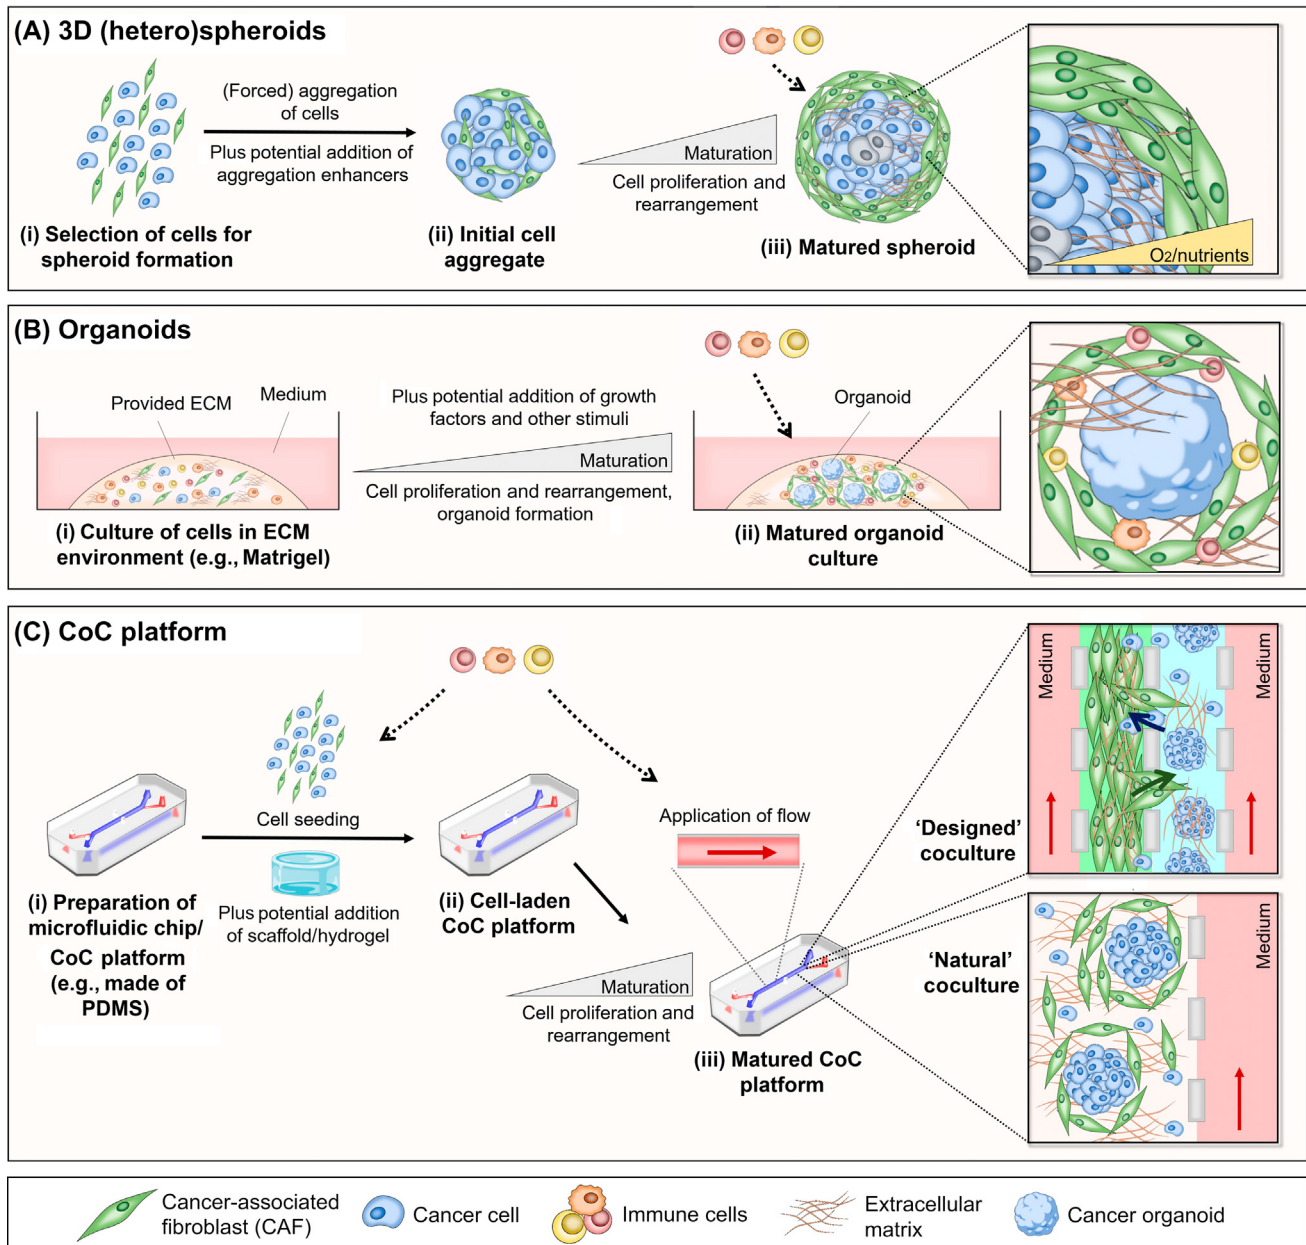 (A) 3D (hetero)spheroids
(Forced) aggregation
of cells
Plus potential addition of
aggregation enhancers
(i) Selection of cells for
spheroid formation
(ii) Initial cell
aggregate
Maturation
Cell proliferation and
rearrangement
(iii) Matured spheroid
O2/nutrients
(B) Organoids
Provided ECM
Medium
(i) Culture of cells in ECM
environment (e.g., Matrigel)
Plus potential addition of growth
factors and other stimuli
Maturation
Cell proliferation and rearrangement,
organoid formation
Organoid
(ii) Matured organoid
culture
(C) CoC platform
(i) Preparation of
microfluidic chip/
CoC platform
(e.g., made of
PDMS)
Cell seeding
Plus potential addition
of scaffold/hydrogel
(ii) Cell-laden
CoC platform
Application of flow
Maturation
Cell proliferation and
rearrangement
(iii) Matured CoC
platform
‘Designed’
coculture
Medium
Medium
‘Natural’
coculture
Medium
Cancer-associated
fibroblast (CAF)
Cancer cell
Immune cells
Extracellular
matrix
Cancer organoid